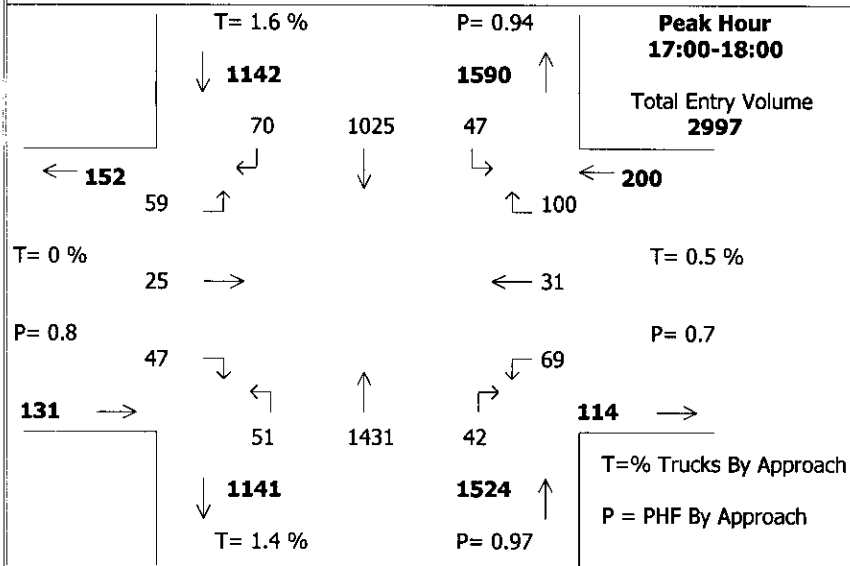 T= 1.6 %
P= 0.94
Peak Hour
17:00-18:00
1142
1590
Total Entry Volume
2997
70
1025
47
152
200
59
100
T= 0 %
T= 0.5 %
25
31
P= 0.8
P= 0.7
47
69
131
114
51
1431
42
T=% Trucks By Approach
1141
1524
P = PHF By Approach
T= 1.4 %
P= 0.97